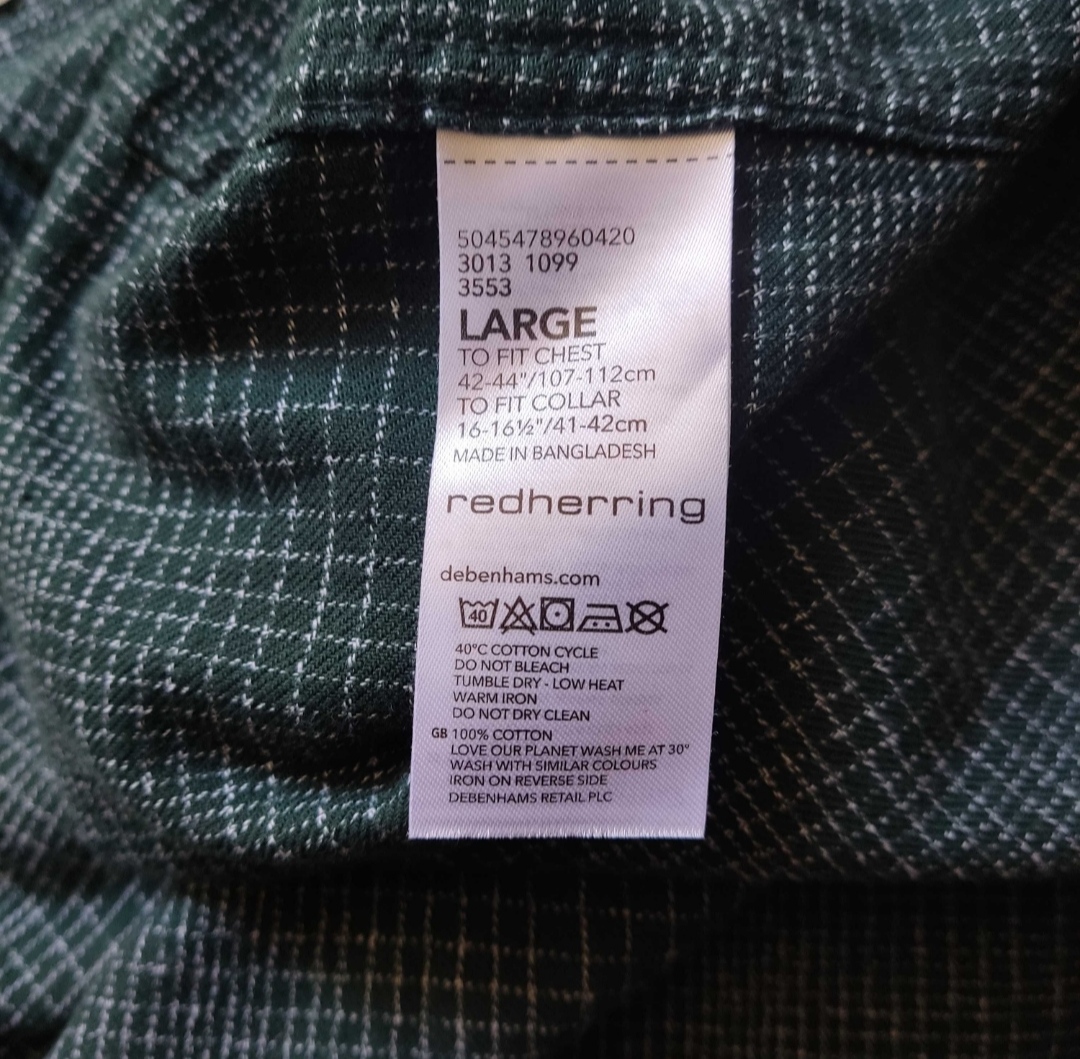 5045478960420
3013 1099
3553
LARGE
TO FIT CHEST
42-44"/107-112cm
TO FIT COLLAR
16-16½"/41-42cm
MADE IN BANGLADESH
redherring
debenhams.com
40
40°C COTTON CYCLE
DO NOT BLEACH
TUMBLE DRY - LOW HEAT
WARM IRON
DO NOT DRY CLEAN
GB 100% COTTON
LOVE OUR PLANET WASH ME AT 30°
WASH WITH SIMILAR COLOURS
IRON ON REVERSE SIDE
DEBENHAMS RETAIL PLC